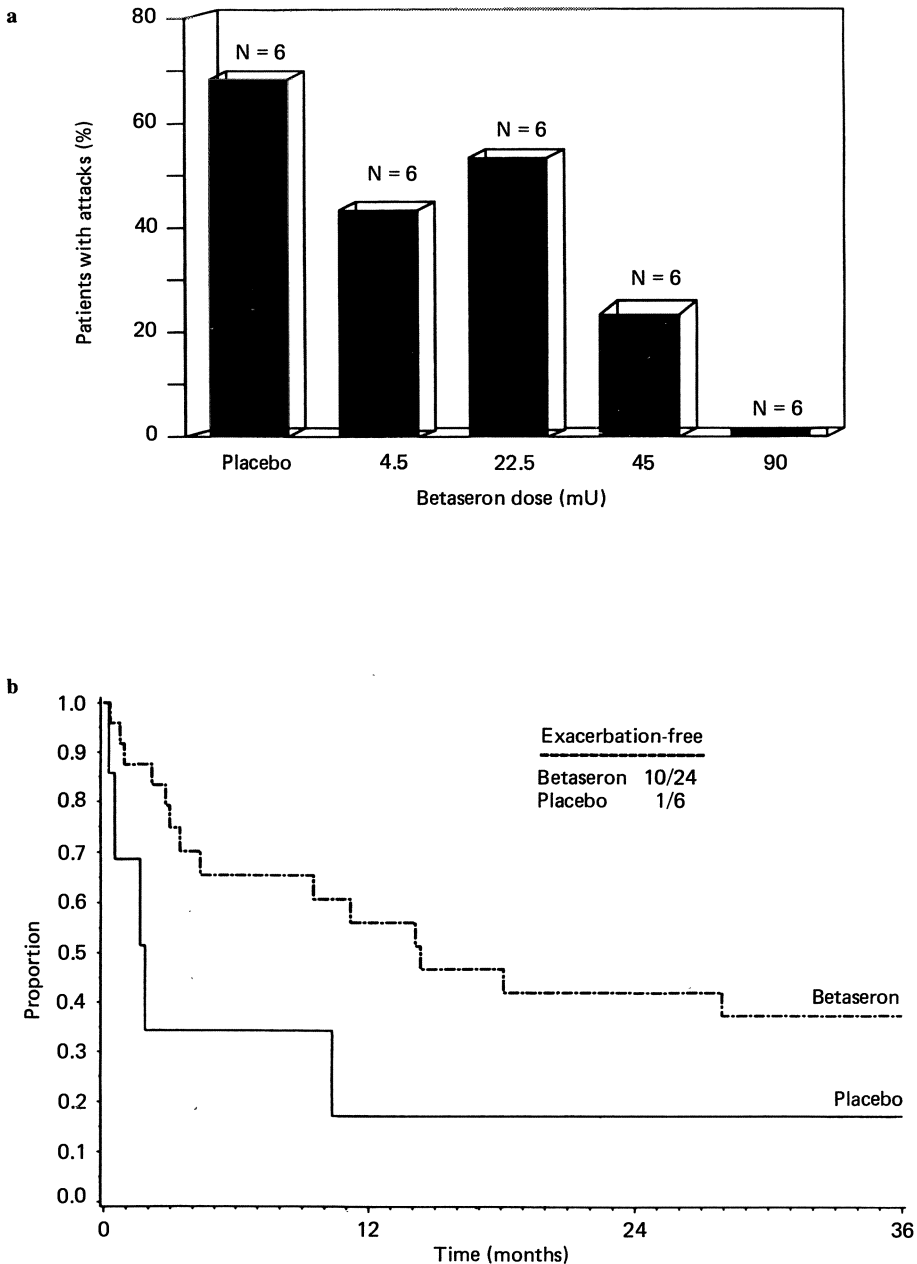 a
80
60
40
20
0
Patients with attacks (%)
N = 6
N = 6
N = 6
N = 6
N = 6
Placebo 4.5 22.5 45 90
Betaseron dose (mU)
b
1.0
0.9
0.8
0.7
0.6
0.5
0.4
0.3
0.2
0.1
0.0
Proportion
Exacerbation-free
Betaseron 10/24
Placebo 1/6
Betaseron
Placebo
0 12 24 36
Time (months)